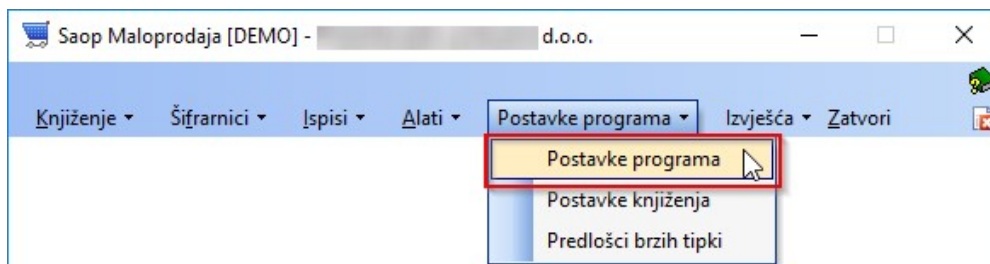 Saop Maloprodaja [DEMO] - d.o.o.
Knjiženje Šifrarnici Ispisi Alati Postavke programa Izvješća Zatvori
Postavke programa
Postavke knjiženja
Predlošci brzih tipki